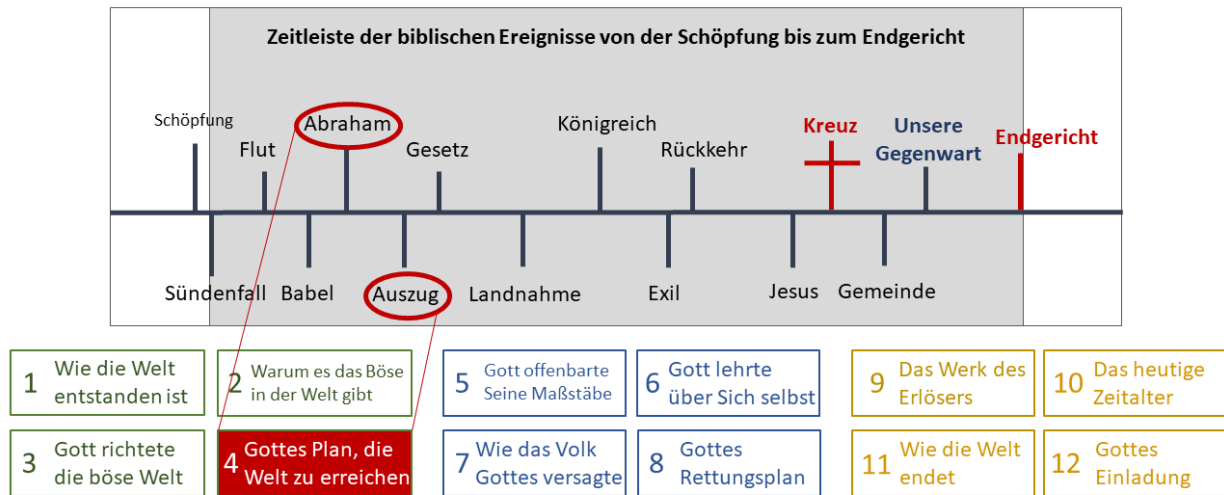 Zeitleiste der biblischen Ereignisse von der Schöpfung bis zum Endgericht
Schöpfung
Flut
Abraham
Gesetz
Königreich
Rückkehr
Kreuz
Unsere
Gegenwart
Endgericht
Sündenfall
Babel
Auszug
Landnahme
Exil
Jesus
Gemeinde
1 Wie die Welt
entstanden ist
2 Warum es das Böse
in der Welt gibt
5 Gott offenbarte
Seine Maßstäbe
6 Gott lehrte
über Sich selbst
9 Das Werk des
Erlösers
10 Das heutige
Zeitalter
3 Gott richtete
die böse Welt
4 Gottes Plan, die
Welt zu erreichen
7 Wie das Volk
Gottes versagte
8 Gottes
Rettungsplan
11 Wie die Welt
endet
12 Gottes
Einladung